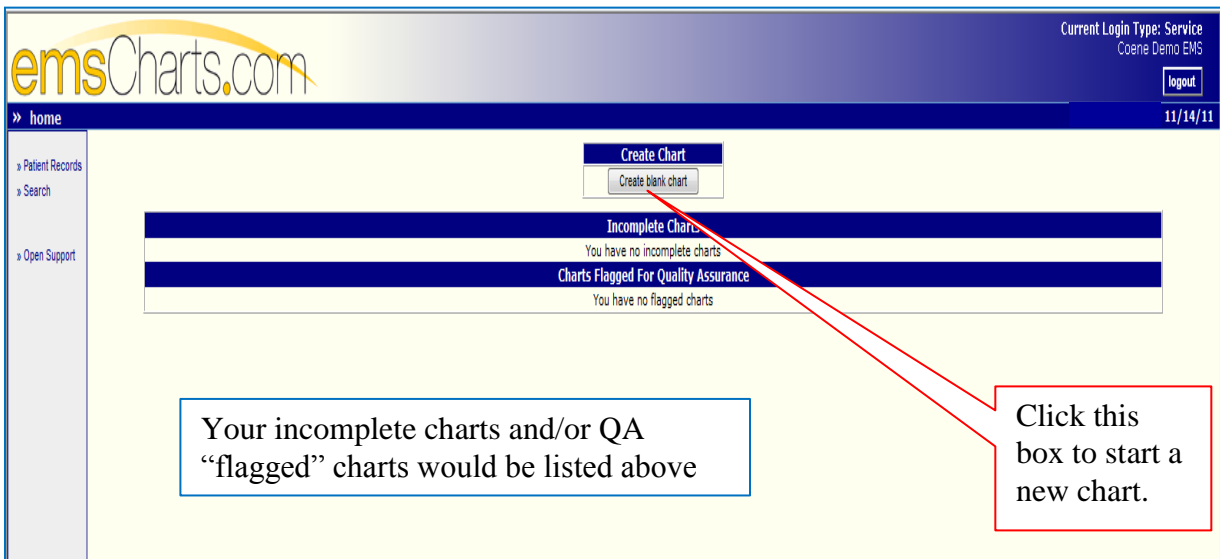 emsCharts.com
Current Login Type: Service
Coene Demo EMS
logout
» home
11/14/11
» Patient Records
» Search
» Open Support
Create Chart
Create blank chart
Incomplete Charts
You have no incomplete charts
Charts Flagged For Quality Assurance
You have no flagged charts
Your incomplete charts and/or QA
“flagged” charts would be listed above
Click this
box to start a
new chart.